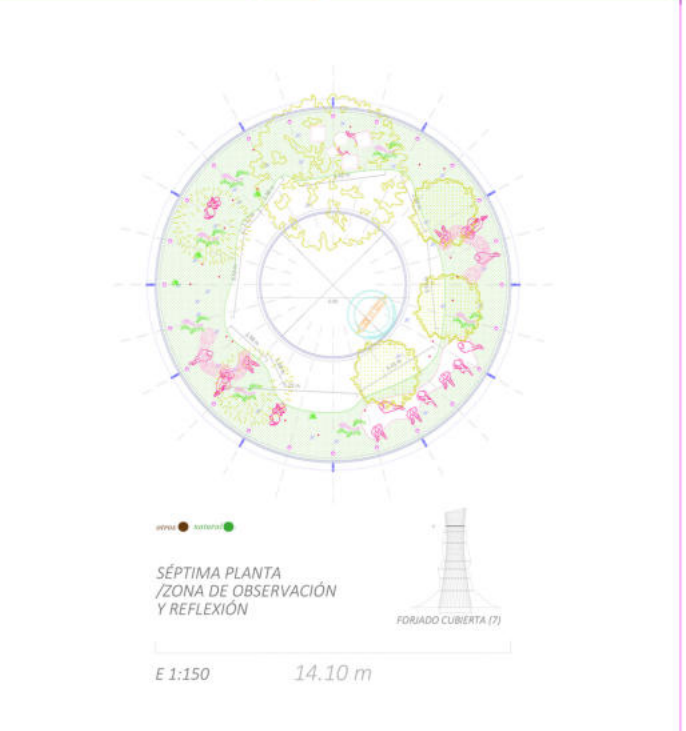 otros natural
SÉPTIMA PLANTA
/ZONA DE OBSERVACIÓN
Y REFLEXIÓN
FORJADO CUBIERTA (7)
E 1:150 14.10 m